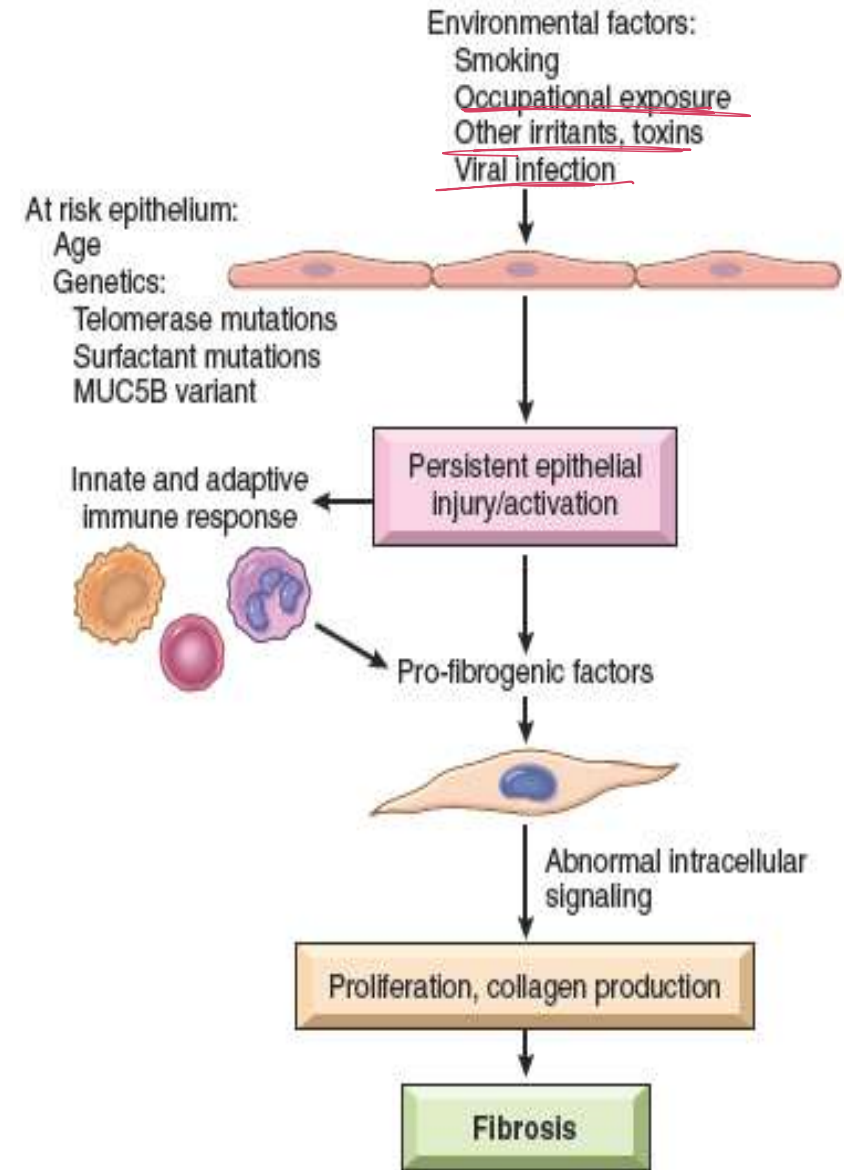 Environmental factors:
Smoking
Occupational exposure
Other irritants, toxins
Viral infection
At risk epithelium:
Age
Genetics:
Telomerase mutations
Surfactant mutations
MUC5B variant
Persistent epithelial
injury/activation
Innate and adaptive
immune response
Pro-fibrogenic factors
Abnormal intracellular
signaling
Proliferation, collagen production
Fibrosis